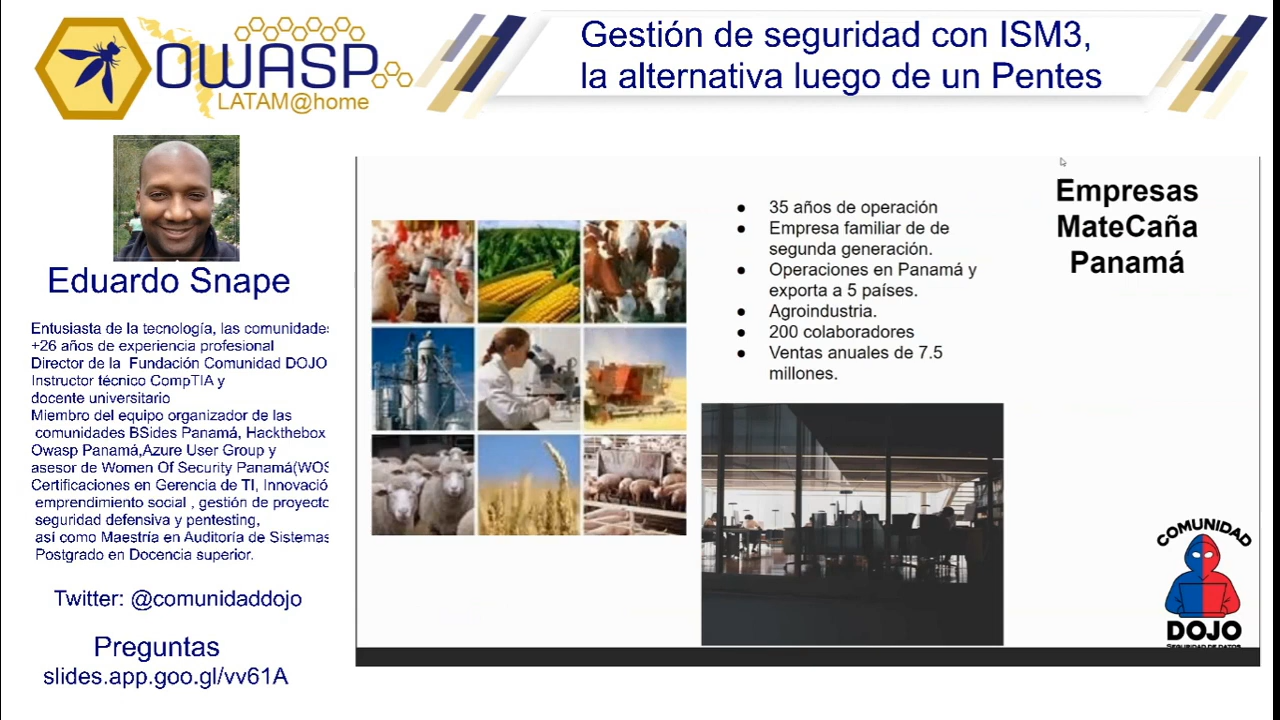 OWASP
LATAM@home
Gestión de seguridad con ISM3,
la alternativa luego de un Pentes
Eduardo Snape
Entusiasta de la tecnología, las comunidades
+26 años de experiencia profesional
Director de la Fundación Comunidad DOJO
Instructor técnico CompTIA y
docente universitario
Miembro del equipo organizador de las
comunidades BSides Panamá, Hackthebox
Owasp Panamá,Azure User Group y
asesor de Women Of Security Panamá(WOS
Certificaciones en Gerencia de TI, Innovació
emprendimiento social , gestión de proyecto
seguridad defensiva y pentesting,
así como Maestría en Auditoría de Sistemas
Postgrado en Docencia superior.
Twitter: @comunidaddojo
Preguntas
slides.app.goo.gl/vv61A
● 35 años de operación
● Empresa familiar de de
segunda generación.
● Operaciones en Panamá y
exporta a 5 países.
● Agroindustria.
● 200 colaboradores
● Ventas anuales de 7.5
millones.
Empresas
MateCaña
Panamá
COMUNIDAD
DOJO
SEGURIDAD DE DATOS